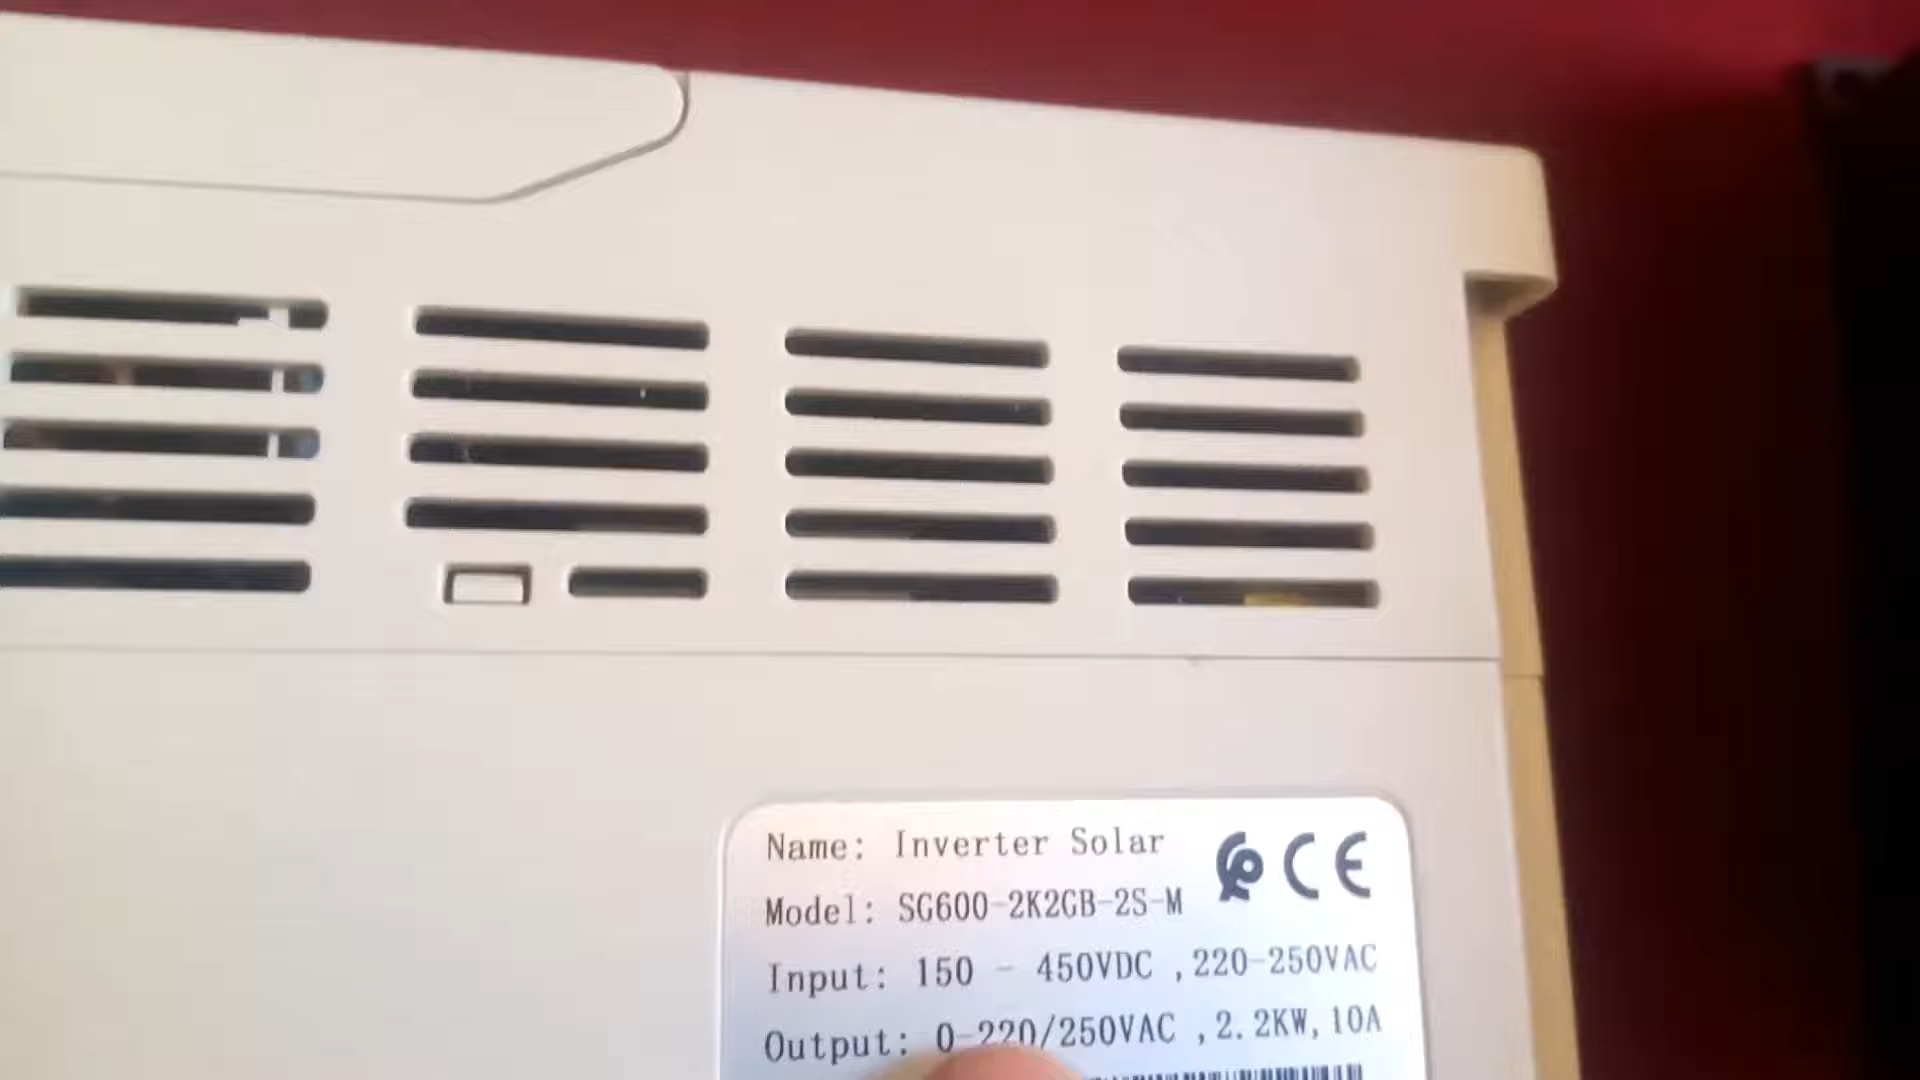 Name: Inverter Solar
CE
Model: SG600-2K2GB-2S-M
Input: 150 - 450VDC ,220-250VAC
Output: 0-220/250VAC ,2.2KW,10A